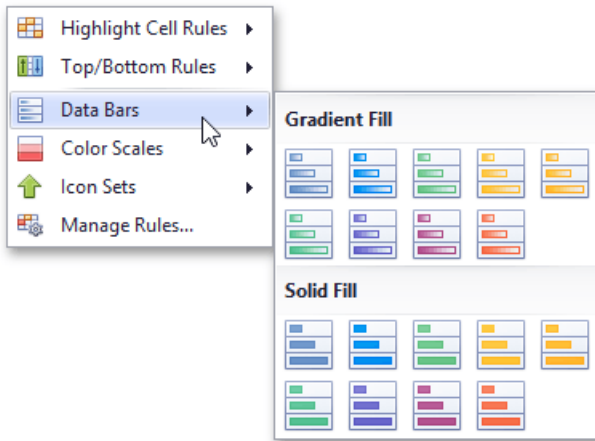 Highlight Cell Rules
Top/Bottom Rules
Data Bars
Color Scales
Icon Sets
Manage Rules...
Gradient Fill
Solid Fill